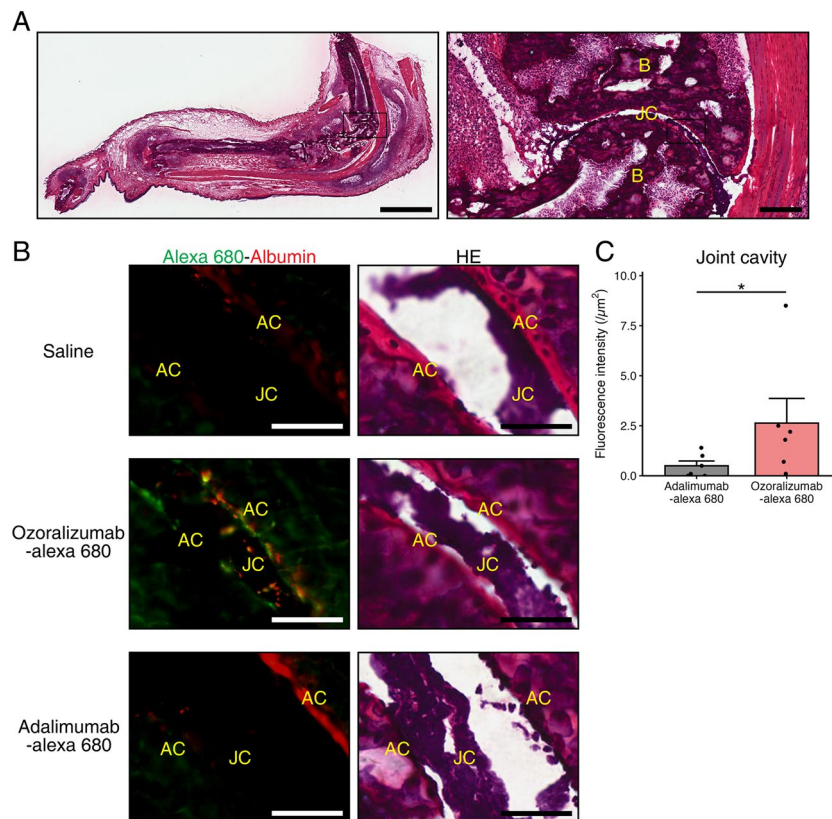 A
B
JC
B
B
Alexa 680-Albumin
HE
Saline
AC
AC
JC
AC
AC
JC
Ozoralizumab
-alexa 680
AC
AC
JC
AC
AC
JC
Adalimumab
-alexa 680
AC
AC
JC
AC
AC
JC
C
Joint cavity
Fluorescence intensity (/μm²)
10.0
7.5
5.0
2.5
0.0
*
Adalimumab
-alexa 680
Ozoralizumab
-alexa 680